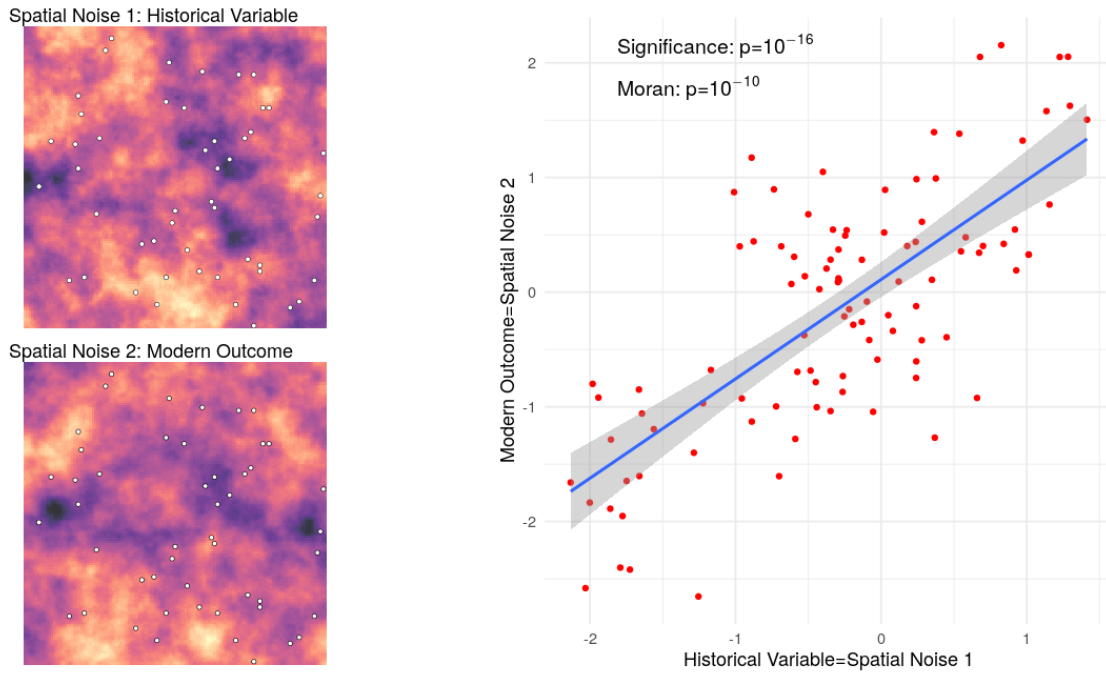 Spatial Noise 1: Historical Variable
Spatial Noise 2: Modern Outcome
Significance: p=10⁻¹⁶
Moran: p=10⁻¹⁰
Modern Outcome=Spatial Noise 2
2
1
0
-1
-2
-2 -1 0 1
Historical Variable=Spatial Noise 1